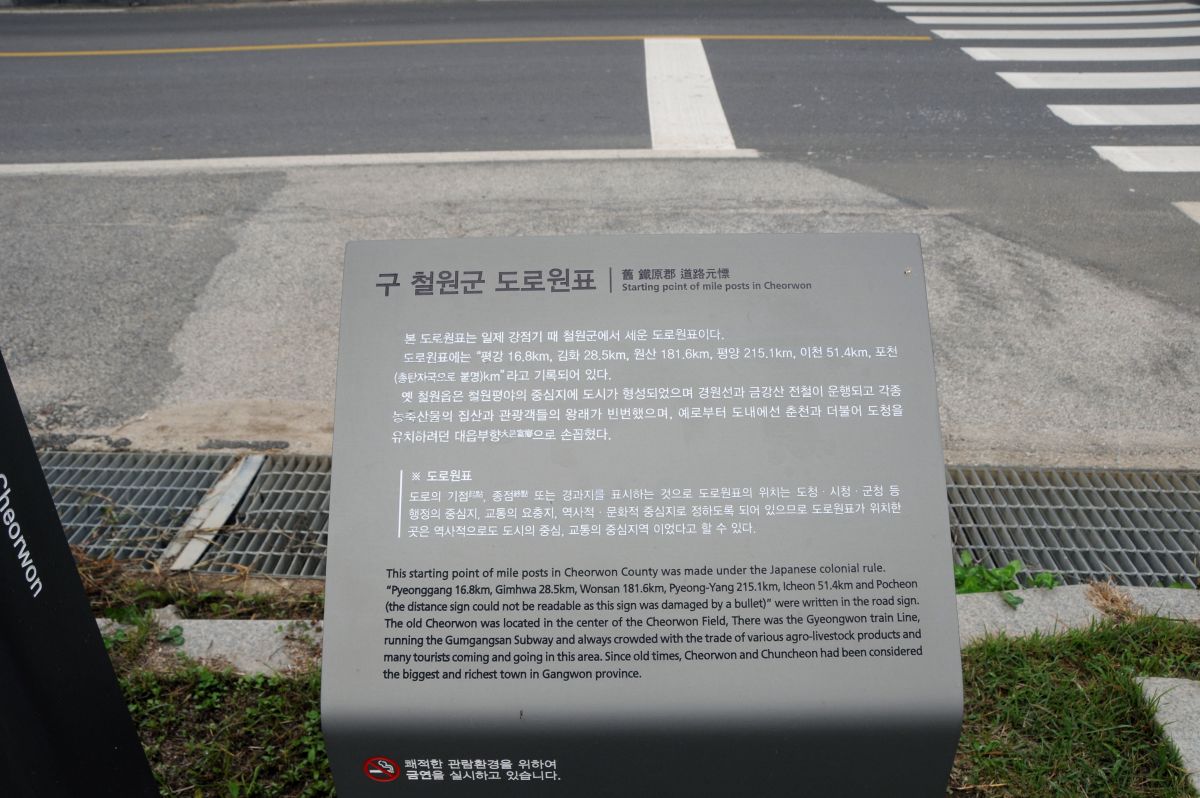 구 철원군 도로원표
舊 鐵原郡 道路元標
Starting point of mile posts in Cheorwon
본 도로원표는 일제 강점기 때 철원군에서 세운 도로원표이다.
도로원표에는 “평강 16.8km, 김화 28.5km, 원산 181.6km, 평양 215.1km, 이천 51.4km, 포천
(총탄자국으로 불명)km”라고 기록되어 있다.
옛 철원읍은 철원평야의 중심지에 도시가 형성되었으며 경원선과 금강산 전철이 운행되고 각종
농축산물의 집산과 관광객들의 왕래가 빈번했으며, 예로부터 도내에선 춘천과 더불어 도청을
유치하려던 대읍부향大邑富鄕으로 손꼽혔다.
※ 도로원표
도로의 기점起點, 종점終點 또는 경과지를 표시하는 것으로 도로원표의 위치는 도청 · 시청 · 군청 등
행정의 중심지, 교통의 요충지, 역사적 · 문화적 중심지로 정하도록 되어 있으므로 도로원표가 위치한
곳은 역사적으로도 도시의 중심, 교통의 중심지역 이었다고 할 수 있다.
This starting point of mile posts in Cheorwon County was made under the Japanese colonial rule.
“Pyeonggang 16.8km, Gimhwa 28.5km, Wonsan 181.6km, Pyeong-Yang 215.1km, Icheon 51.4km and Pocheon
(the distance sign could not be readable as this sign was damaged by a bullet)” were written in the road sign.
The old Cheorwon was located in the center of the Cheorwon Field, There was the Gyeongwon train Line,
running the Gumgangsan Subway and always crowded with the trade of various agro-livestock products and
many tourists coming and going in this area. Since old times, Cheorwon and Chuncheon had been considered
the biggest and richest town in Gangwon province.
쾌적한 관람환경을 위하여
금연을 실시하고 있습니다.
Cheorwon